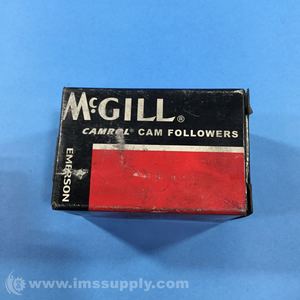 McGILL®
CAMROL® CAM FOLLOWERS
EMERSON
www.imssupply.com